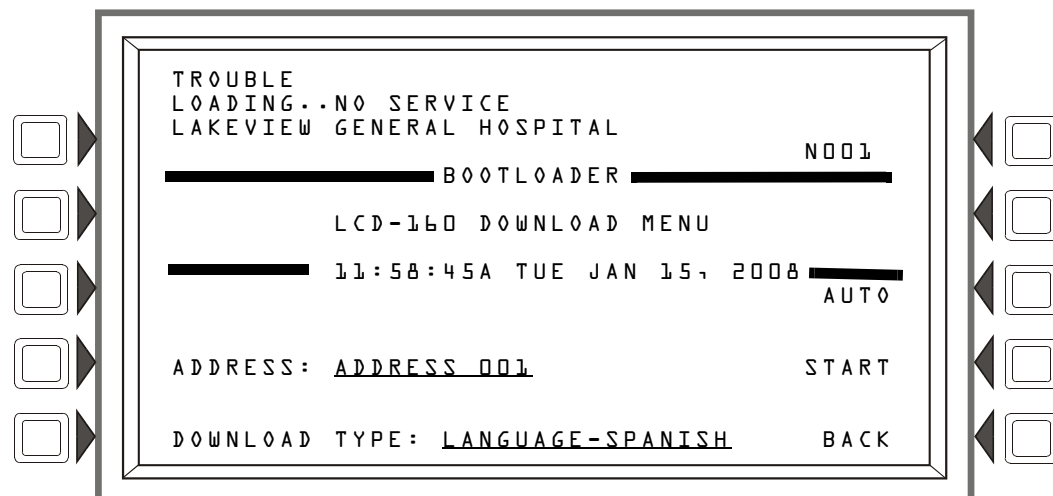 TROUBLE
LOADING..NO SERVICE
LAKEVIEW GENERAL HOSPITAL
N001
BOOTLOADER
LCD-160 DOWNLOAD MENU
11:58:45A TUE JAN 15, 2008
AUTO
ADDRESS: ADDRESS 001 START
DOWNLOAD TYPE: LANGUAGE-SPANISH BACK